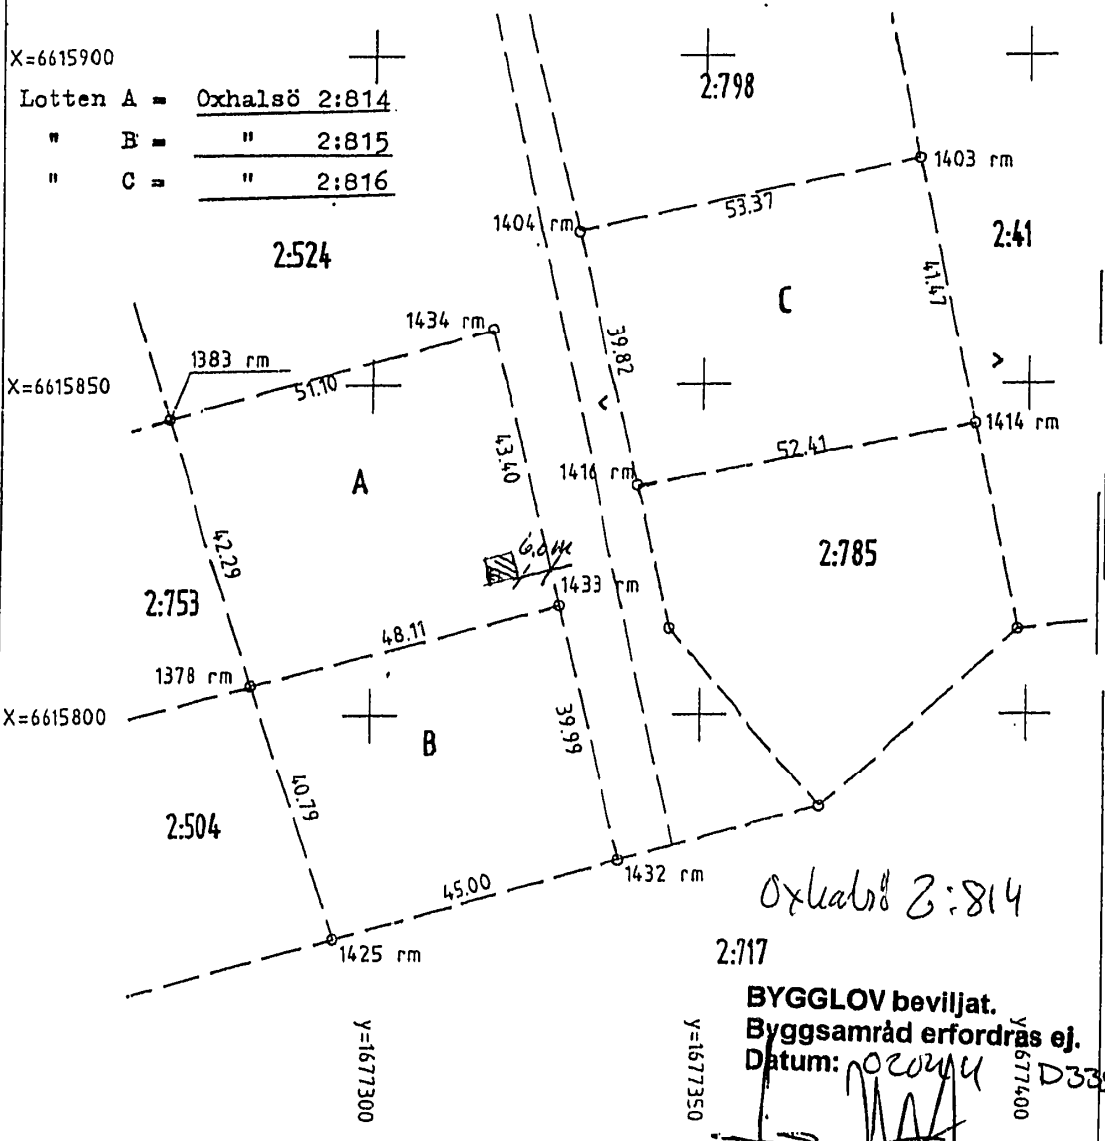 X=6615900
2:798
Lotten A = Oxhalsö 2:814
" B = " 2:815
" C = " 2:816
1403 rm
53.37
1404 rm
2:41
2:524
41.47
C
1434 rm
39.82
1383 rm
X=6615850
51.10
1414 rm
43.40
52.41
1416 rm
A
6,0m
2:785
42.29
1433 rm
2:753
48.11
1378 rm
X=6615800
39.99
B
40.79
2:504
1432 rm
45.00
Oxhalsö 2:814
1425 rm
2:717
BYGGLOV beviljat.
Byggsamråd erfordras ej.
Datum:
y=1677300
y=1677350
y=1677400